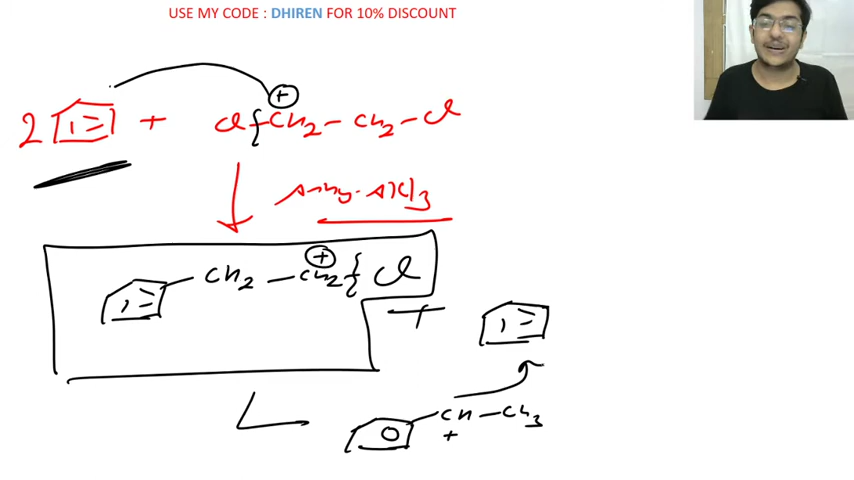 USE MY CODE : DHIREN FOR 10% DISCOUNT
2 + Cl CH2 - CH2 - Cl
+
Anhy. AlCl3
CH2 - CH2 Cl
+
+
CH - CH3
+